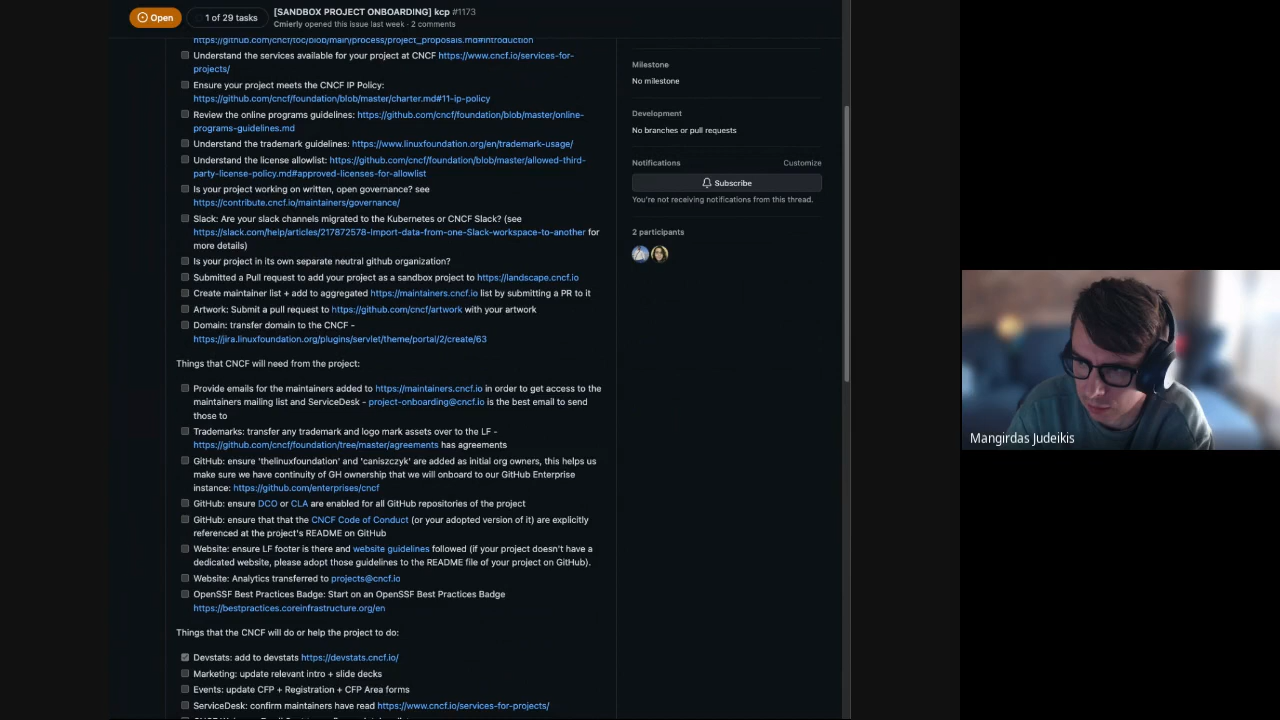 Open
1 of 29 tasks
[SANDBOX PROJECT ONBOARDING] kcp #1173
Cmierly opened this issue last week · 2 comments
https://github.com/cncf/toc/blob/main/process/project_proposals.md#introduction
Understand the services available for your project at CNCF https://www.cncf.io/services-for-
projects/
Ensure your project meets the CNCF IP Policy:
https://github.com/cncf/foundation/blob/master/charter.md#11-ip-policy
Review the online programs guidelines: https://github.com/cncf/foundation/blob/master/online-
programs-guidelines.md
Understand the trademark guidelines: https://www.linuxfoundation.org/en/trademark-usage/
Understand the license allowlist: https://github.com/cncf/foundation/blob/master/allowed-third-
party-license-policy.md#approved-licenses-for-allowlist
Is your project working on written, open governance? see
https://contribute.cncf.io/maintainers/governance/
Slack: Are your slack channels migrated to the Kubernetes or CNCF Slack? (see
https://slack.com/help/articles/217872578-Import-data-from-one-Slack-workspace-to-another for
more details)
Is your project in its own separate neutral github organization?
Submitted a Pull request to add your project as a sandbox project to https://landscape.cncf.io
Create maintainer list + add to aggregated https://maintainers.cncf.io list by submitting a PR to it
Artwork: Submit a pull request to https://github.com/cncf/artwork with your artwork
Domain: transfer domain to the CNCF -
https://jira.linuxfoundation.org/plugins/servlet/theme/portal/2/create/63
Things that CNCF will need from the project:
Provide emails for the maintainers added to https://maintainers.cncf.io in order to get access to the
maintainers mailing list and ServiceDesk - project-onboarding@cncf.io is the best email to send
those to
Trademarks: transfer any trademark and logo mark assets over to the LF -
https://github.com/cncf/foundation/tree/master/agreements has agreements
GitHub: ensure 'thelinuxfoundation' and 'caniszczyk' are added as initial org owners, this helps us
make sure we have continuity of GH ownership that we will onboard to our GitHub Enterprise
instance: https://github.com/enterprises/cncf
GitHub: ensure DCO or CLA are enabled for all GitHub repositories of the project
GitHub: ensure that that the CNCF Code of Conduct (or your adopted version of it) are explicitly
referenced at the project's README on GitHub
Website: ensure LF footer is there and website guidelines followed (if your project doesn't have a
dedicated website, please adopt those guidelines to the README file of your project on GitHub).
Website: Analytics transferred to projects@cncf.io
OpenSSF Best Practices Badge: Start on an OpenSSF Best Practices Badge
https://bestpractices.coreinfrastructure.org/en
Things that the CNCF will do or help the project to do:
Devstats: add to devstats https://devstats.cncf.io/
Marketing: update relevant intro + slide decks
Events: update CFP + Registration + CFP Area forms
ServiceDesk: confirm maintainers have read https://www.cncf.io/services-for-projects/
Milestone
No milestone
Development
No branches or pull requests
Notifications
Customize
Subscribe
You're not receiving notifications from this thread.
2 participants
Mangirdas Judeikis